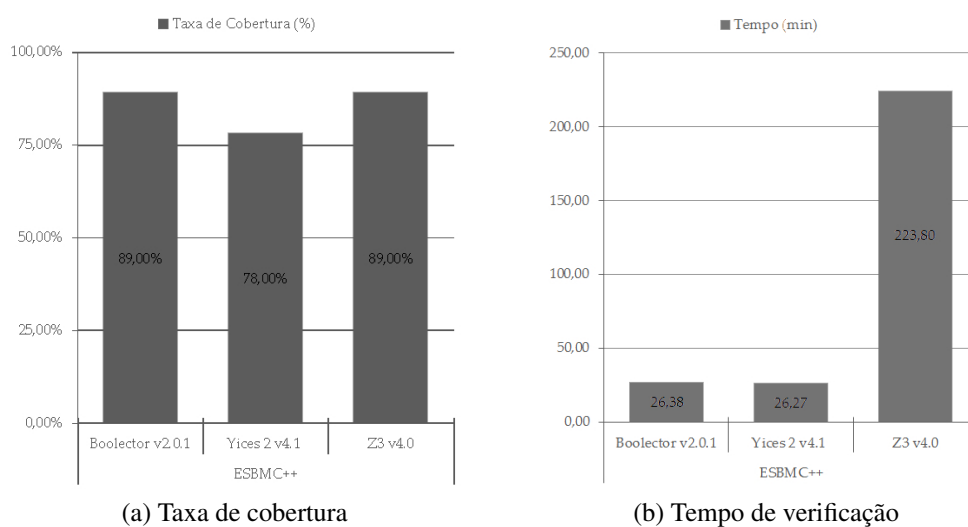 Taxa de Cobertura (%)
100,00%
75,00%
50,00%
25,00%
0,00%
89,00%
78,00%
89,00%
Boolector v2.0.1
Yices 2 v4.1
Z3 v4.0
ESBMC++
(a) Taxa de cobertura
Tempo (min)
250,00
200,00
150,00
100,00
50,00
0,00
26,38
26,27
223,80
Boolector v2.0.1
Yices 2 v4.1
Z3 v4.0
ESBMC++
(b) Tempo de verificação